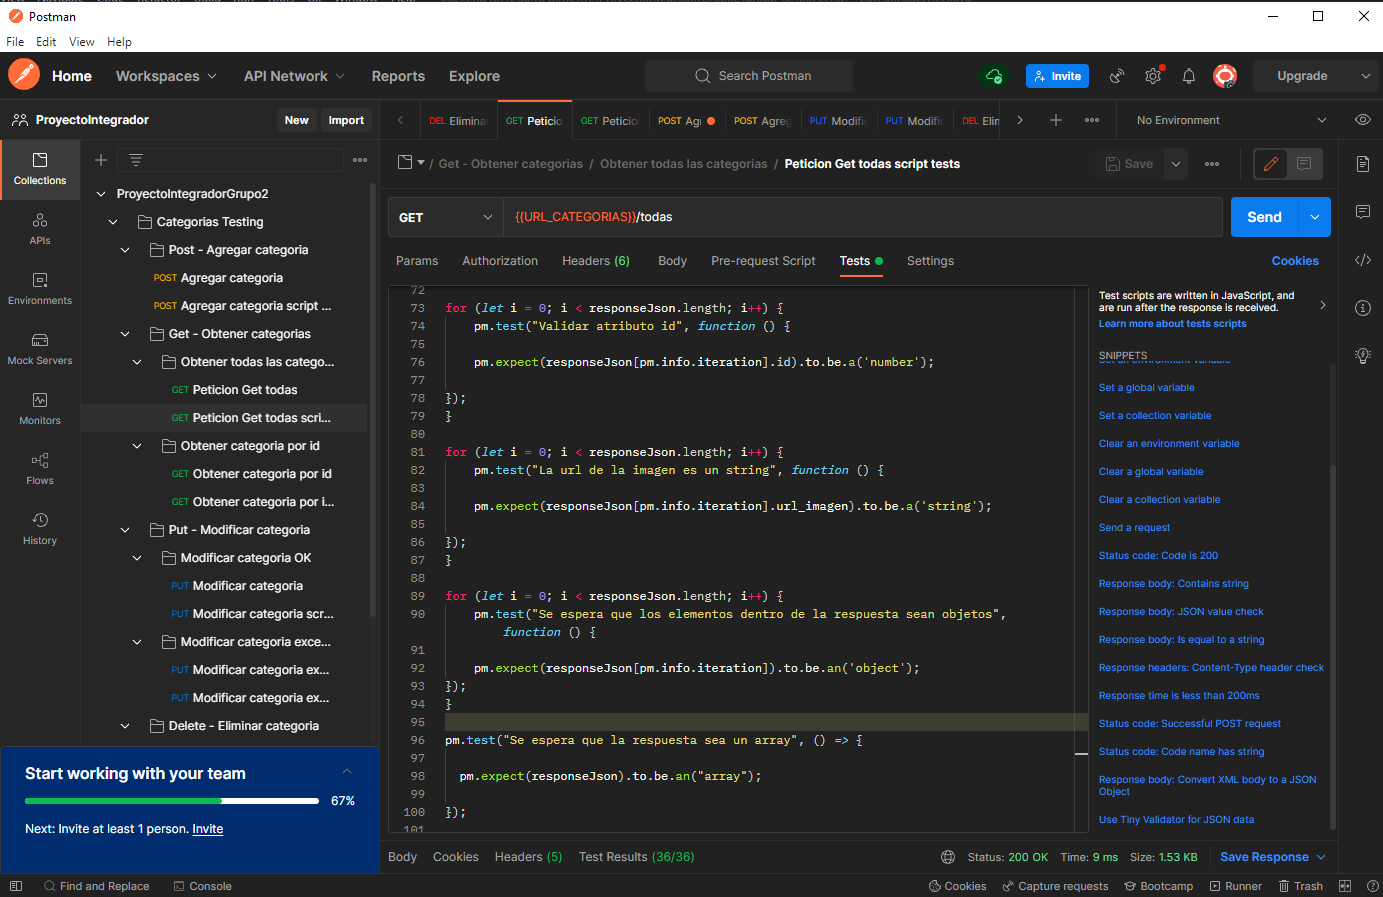 Postman
File Edit View Help
Home Workspaces API Network Reports Explore Search Postman Invite Upgrade
ProyectoIntegrador New Import
DEL Elimina GET Peticio GET Peticio POST Agr POST Agreg PUT Modific PUT Modific DEL Elim No Environment
/ Get - Obtener categorias / Obtener todas las categorias / Peticion Get todas script tests Save
Collections
APIs
Environments
Mock Servers
Monitors
Flows
History
ProyectoIntegradorGrupo2
Categorias Testing
Post - Agregar categoria
POST Agregar categoria
POST Agregar categoria script ...
Get - Obtener categorias
Obtener todas las catego...
GET Peticion Get todas
GET Peticion Get todas scri...
Obtener categoria por id
GET Obtener categoria por id
GET Obtener categoria por i...
Put - Modificar categoria
Modificar categoria OK
PUT Modificar categoria
PUT Modificar categoria scr...
Modificar categoria exce...
PUT Modificar categoria ex...
PUT Modificar categoria ex...
Delete - Eliminar categoria
Start working with your team
67%
Next: Invite at least 1 person. Invite
GET {{URL_CATEGORIAS}}/todas Send
Params Authorization Headers (6) Body Pre-request Script Tests Settings Cookies
72
73 for (let i = 0; i < responseJson.length; i++) {
74 pm.test("Validar atributo id", function () {
75
76 pm.expect(responseJson[pm.info.iteration].id).to.be.a('number');
77
78 });
79 }
80
81 for (let i = 0; i < responseJson.length; i++) {
82 pm.test("La url de la imagen es un string", function () {
83
84 pm.expect(responseJson[pm.info.iteration].url_imagen).to.be.a('string');
85
86 });
87 }
88
89 for (let i = 0; i < responseJson.length; i++) {
90 pm.test("Se espera que los elementos dentro de la respuesta sean objetos",
function () {
91
92 pm.expect(responseJson[pm.info.iteration]).to.be.an('object');
93 });
94 }
95
96 pm.test("Se espera que la respuesta sea un array", () => {
97
98 pm.expect(responseJson).to.be.an("array");
99
100 });
101
Test scripts are written in JavaScript, and
are run after the response is received.
Learn more about tests scripts
SNIPPETS
Set an environment variable
Set a global variable
Set a collection variable
Clear an environment variable
Clear a global variable
Clear a collection variable
Send a request
Status code: Code is 200
Response body: Contains string
Response body: JSON value check
Response body: Is equal to a string
Response headers: Content-Type header check
Response time is less than 200ms
Status code: Successful POST request
Status code: Code name has string
Response body: Convert XML body to a JSON
Object
Use Tiny Validator for JSON data
Body Cookies Headers (5) Test Results (36/36) Status: 200 OK Time: 9 ms Size: 1.53 KB Save Response
Find and Replace Console Cookies Capture requests Bootcamp Runner Trash